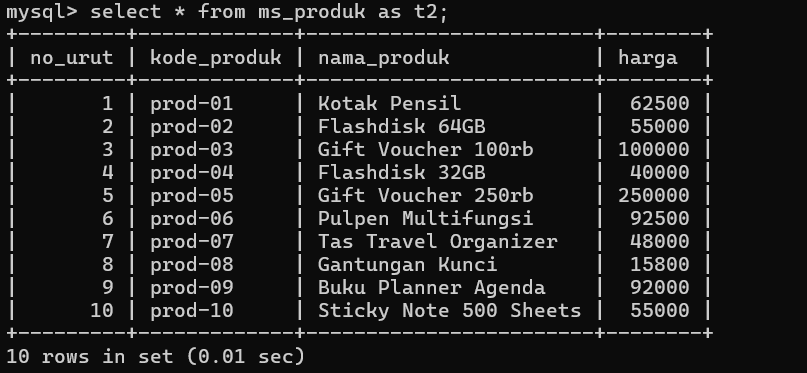 mysql> select * from ms_produk as t2;
+---------+-------------+------------------------+--------+
| no_urut | kode_produk | nama_produk            | harga  |
+---------+-------------+------------------------+--------+
|       1 | prod-01     | Kotak Pensil           |  62500 |
|       2 | prod-02     | Flashdisk 64GB         |  55000 |
|       3 | prod-03     | Gift Voucher 100rb     | 100000 |
|       4 | prod-04     | Flashdisk 32GB         |  40000 |
|       5 | prod-05     | Gift Voucher 250rb     | 250000 |
|       6 | prod-06     | Pulpen Multifungsi     |  92500 |
|       7 | prod-07     | Tas Travel Organizer   |  48000 |
|       8 | prod-08     | Gantungan Kunci        |  15800 |
|       9 | prod-09     | Buku Planner Agenda    |  92000 |
|      10 | prod-10     | Sticky Note 500 Sheets |  55000 |
+---------+-------------+------------------------+--------+
10 rows in set (0.01 sec)